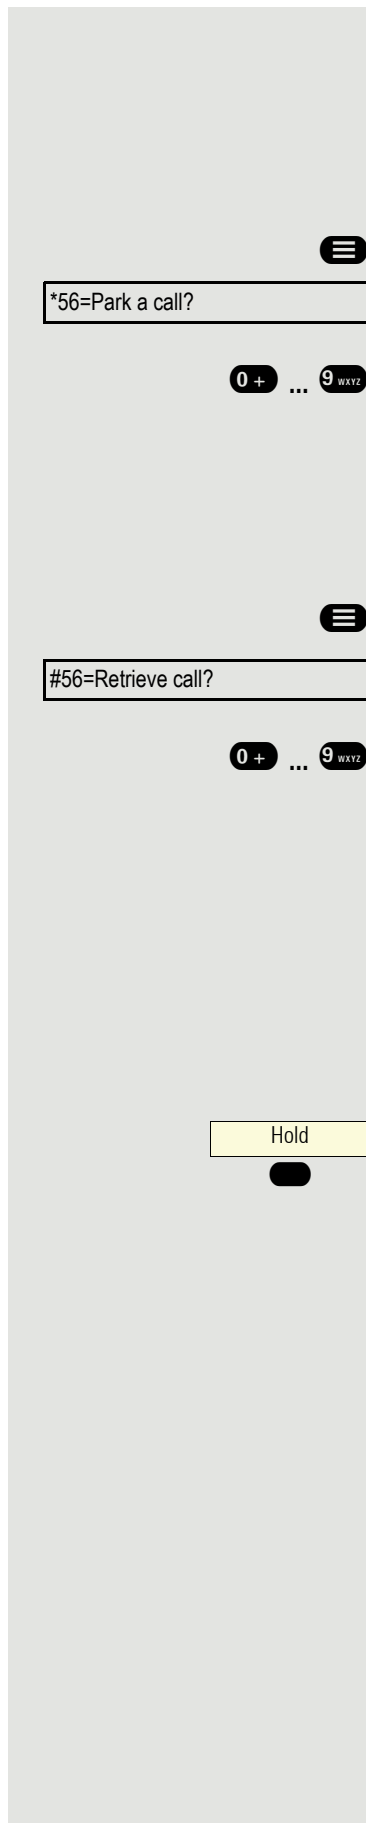 *56=Park a call?
0 + ... 9 WXYZ
#56=Retrieve call?
0 + ... 9 WXYZ
Hold